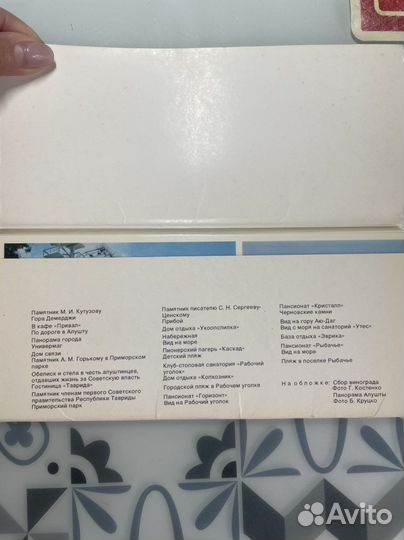 Памятник М. И. Кутузову
Гора Демерджи
В кафе «Привал»
По дороге в Алушту
Панорама города
Универмаг
Дом связи
Памятник А. М. Горькому в Приморском
парке
Обелиск и стела в честь алуштинцев,
отдавших жизнь за Советскую власть
Гостиница «Таврида»
Памятник членам первого Советского
правительства Республики Тавриды
Приморский парк
Памятник писателю С. Н. Сергееву-
Ценскому
Прибой
Дом отдыха «Укоопспилка»
Набережная
Вид на море
Пионерский лагерь «Каскад»
Детский пляж
Клуб-столовая санатория «Рабочий
уголок»
Дом отдыха «Колхозник»
Городской пляж в Рабочем уголке
Пансионат «Горизонт»
Вид на Рабочий уголок
Пансионат «Кристалл»
Черновские камни
Вид на гору Аю-Даг
Вид с моря на санаторий «Утес»
База отдыха «Эврика»
Пансионат «Рыбачье»
Вид на море
Пляж в поселке Рыбачье
На обложке: Сбор винограда
Фото Г. Костенко
Панорама Алушты
Фото Б. Круцко
Avito